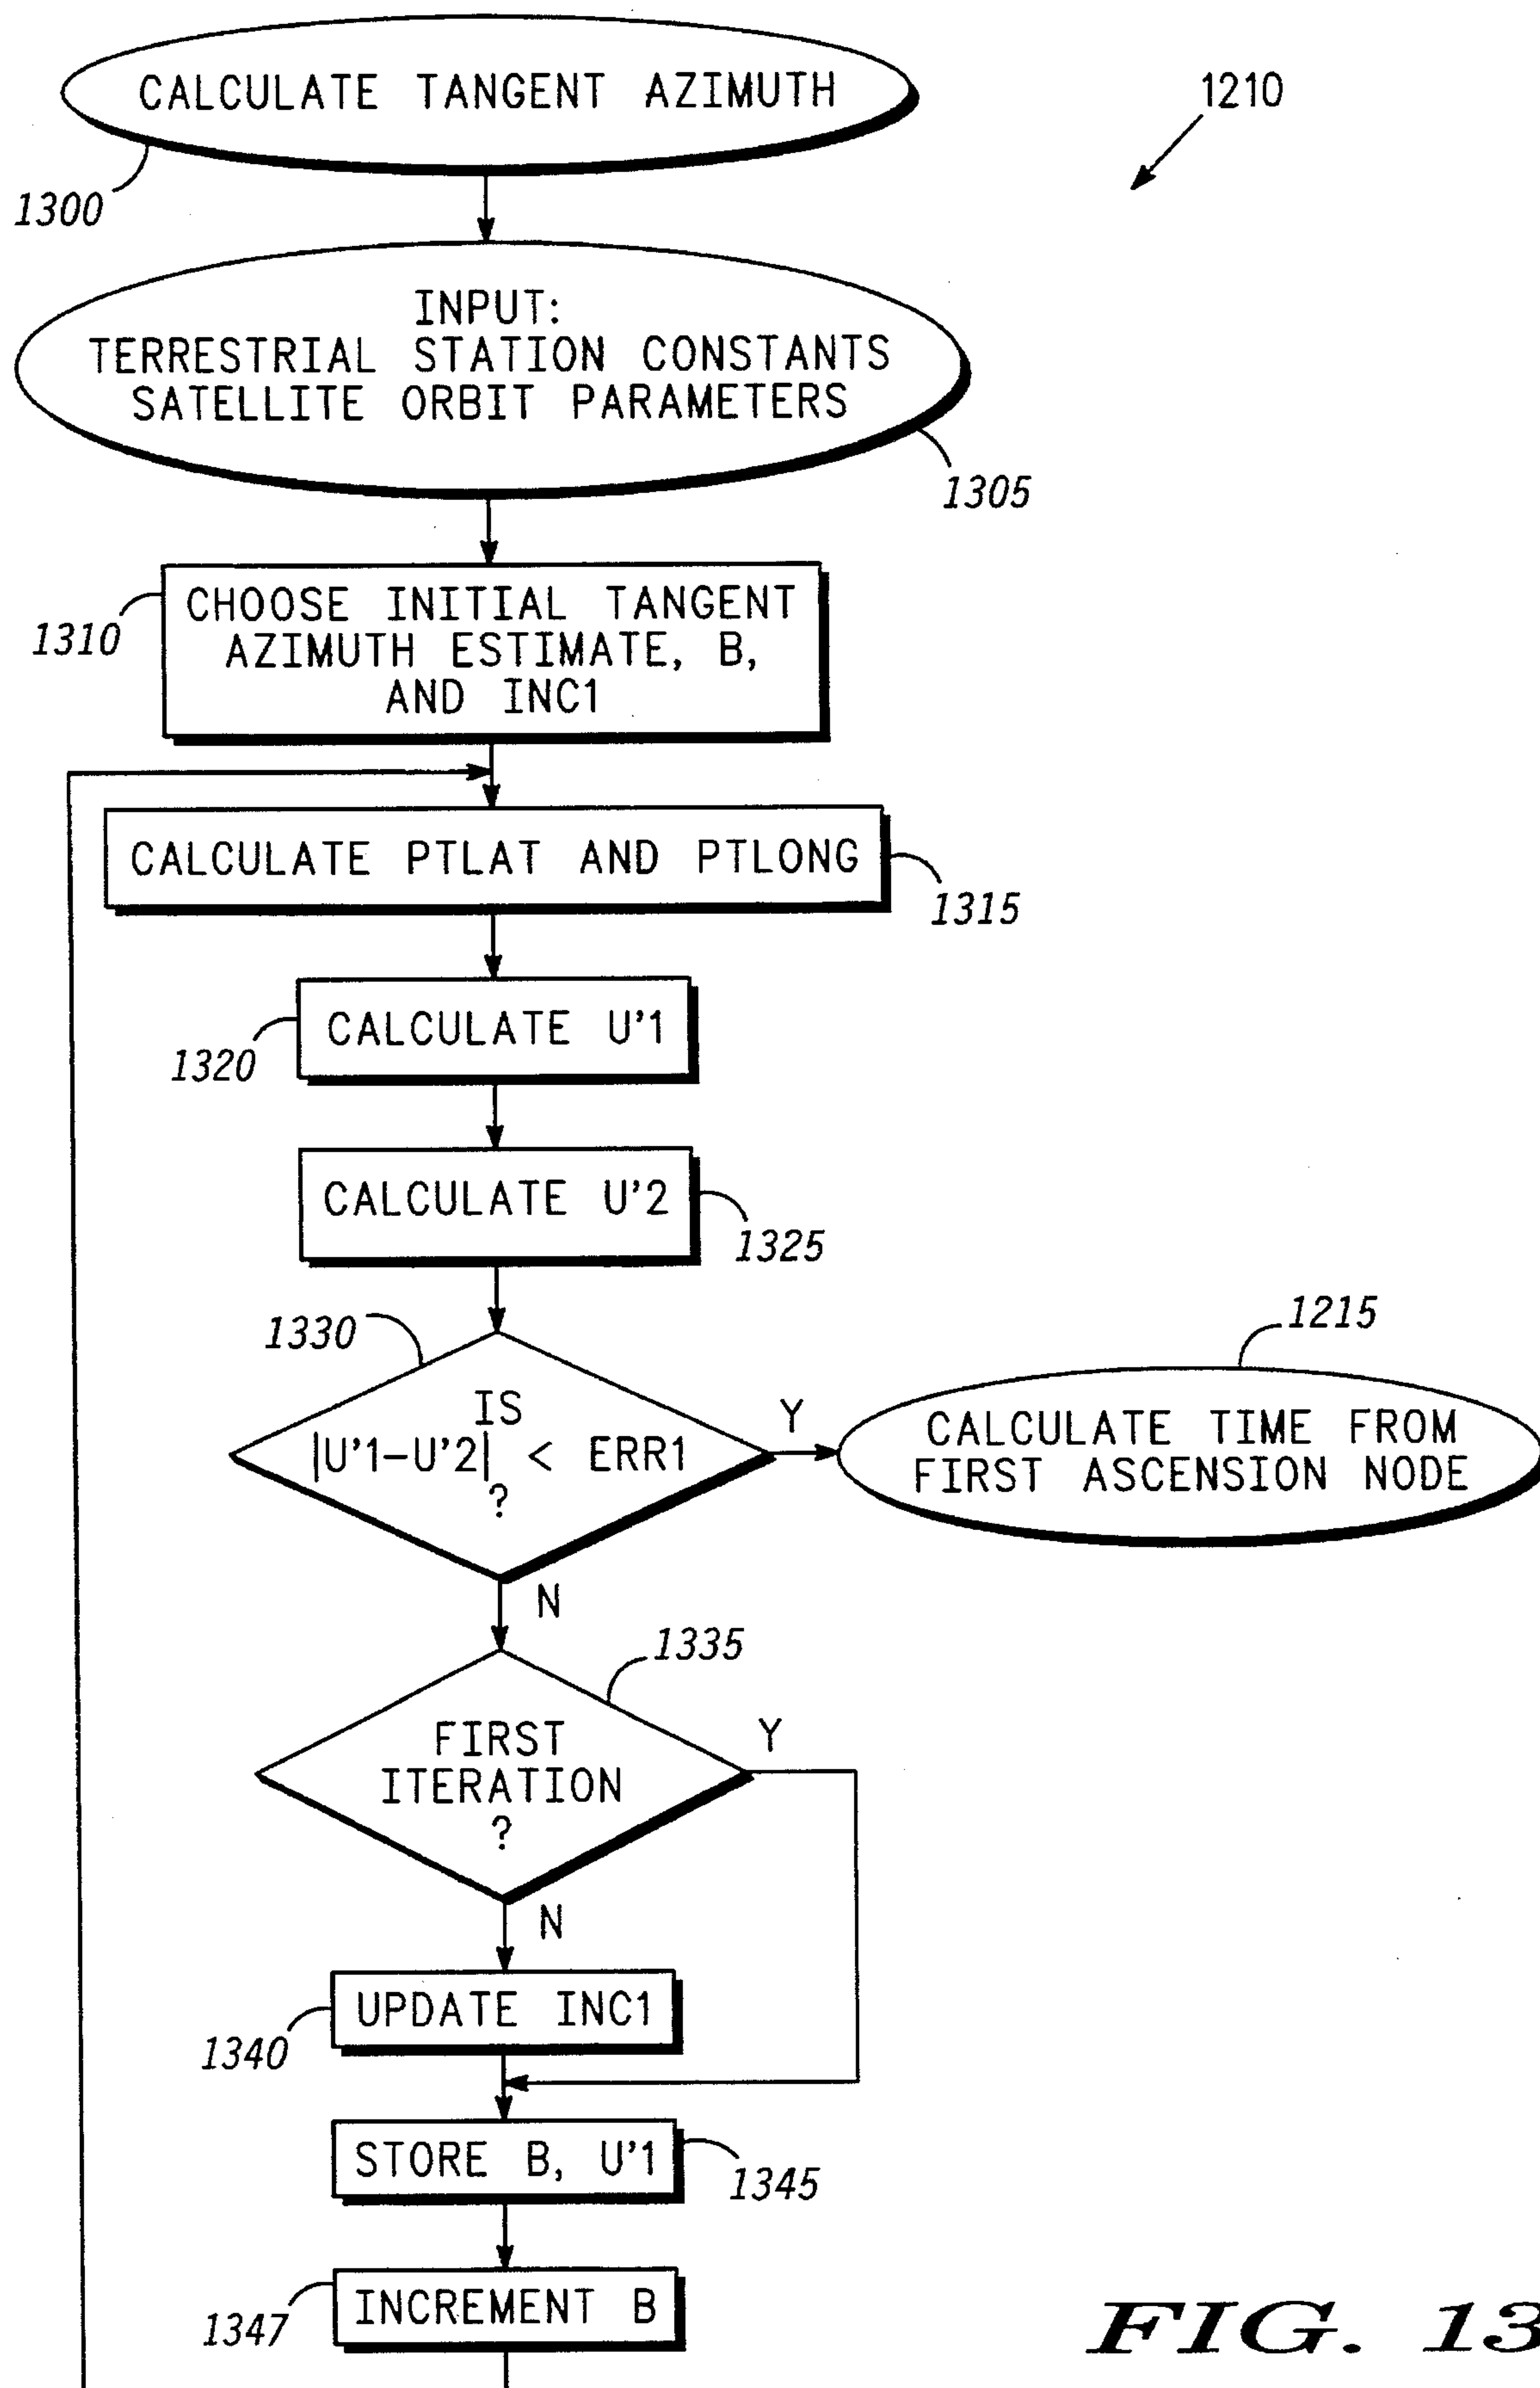 CALCULATE TANGENT AZIMUTH
1210
1300
INPUT:
TERRESTRIAL STATION CONSTANTS
SATELLITE ORBIT PARAMETERS
1305
CHOOSE INITIAL TANGENT
AZIMUTH ESTIMATE, B,
AND INC1
1310
CALCULATE PTLAT AND PTLONG
1315
CALCULATE U'1
1320
CALCULATE U'2
1325
1330
IS
|U'1-U'2| < ERR1
?
Y
1215
CALCULATE TIME FROM
FIRST ASCENSION NODE
N
1335
FIRST
ITERATION
?
Y
N
UPDATE INC1
1340
STORE B, U'1
1345
INCREMENT B
1347
FIG. 13